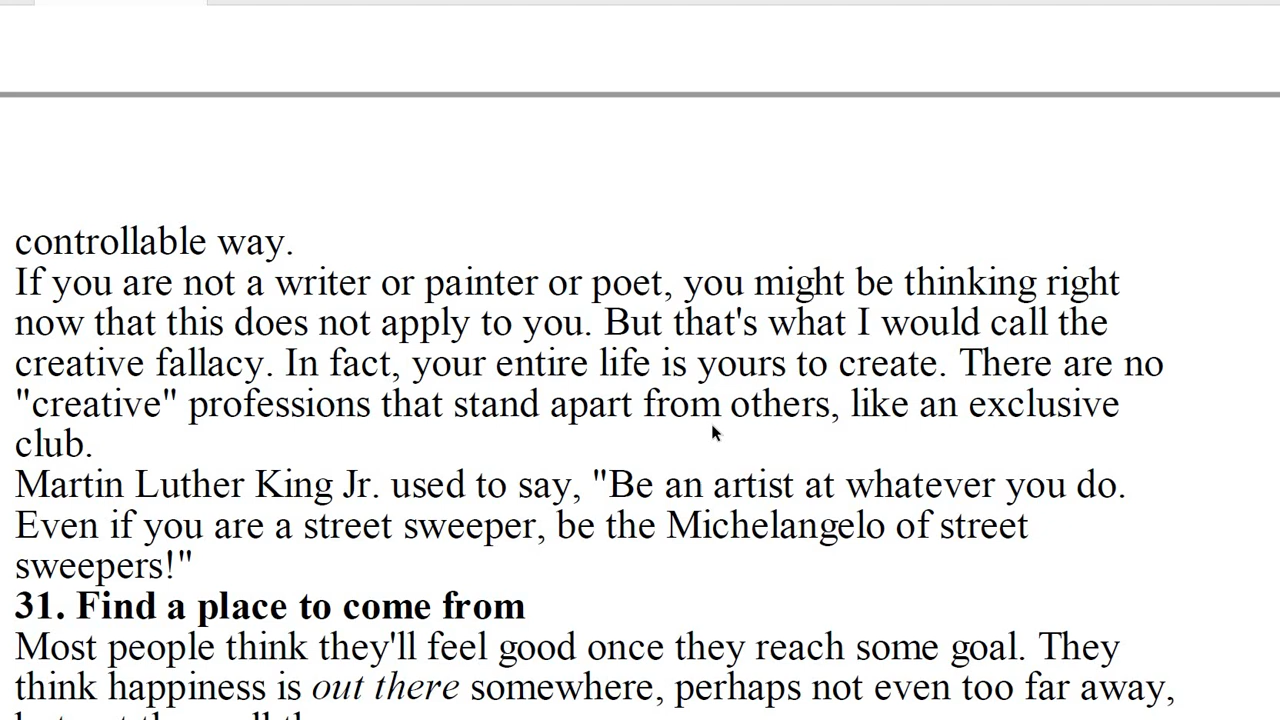 controllable way.
If you are not a writer or painter or poet, you might be thinking right
now that this does not apply to you. But that's what I would call the
creative fallacy. In fact, your entire life is yours to create. There are no
"creative" professions that stand apart from others, like an exclusive
club.
Martin Luther King Jr. used to say, "Be an artist at whatever you do.
Even if you are a street sweeper, be the Michelangelo of street
sweepers!"
31. Find a place to come from
Most people think they'll feel good once they reach some goal. They
think happiness is out there somewhere, perhaps not even too far away,